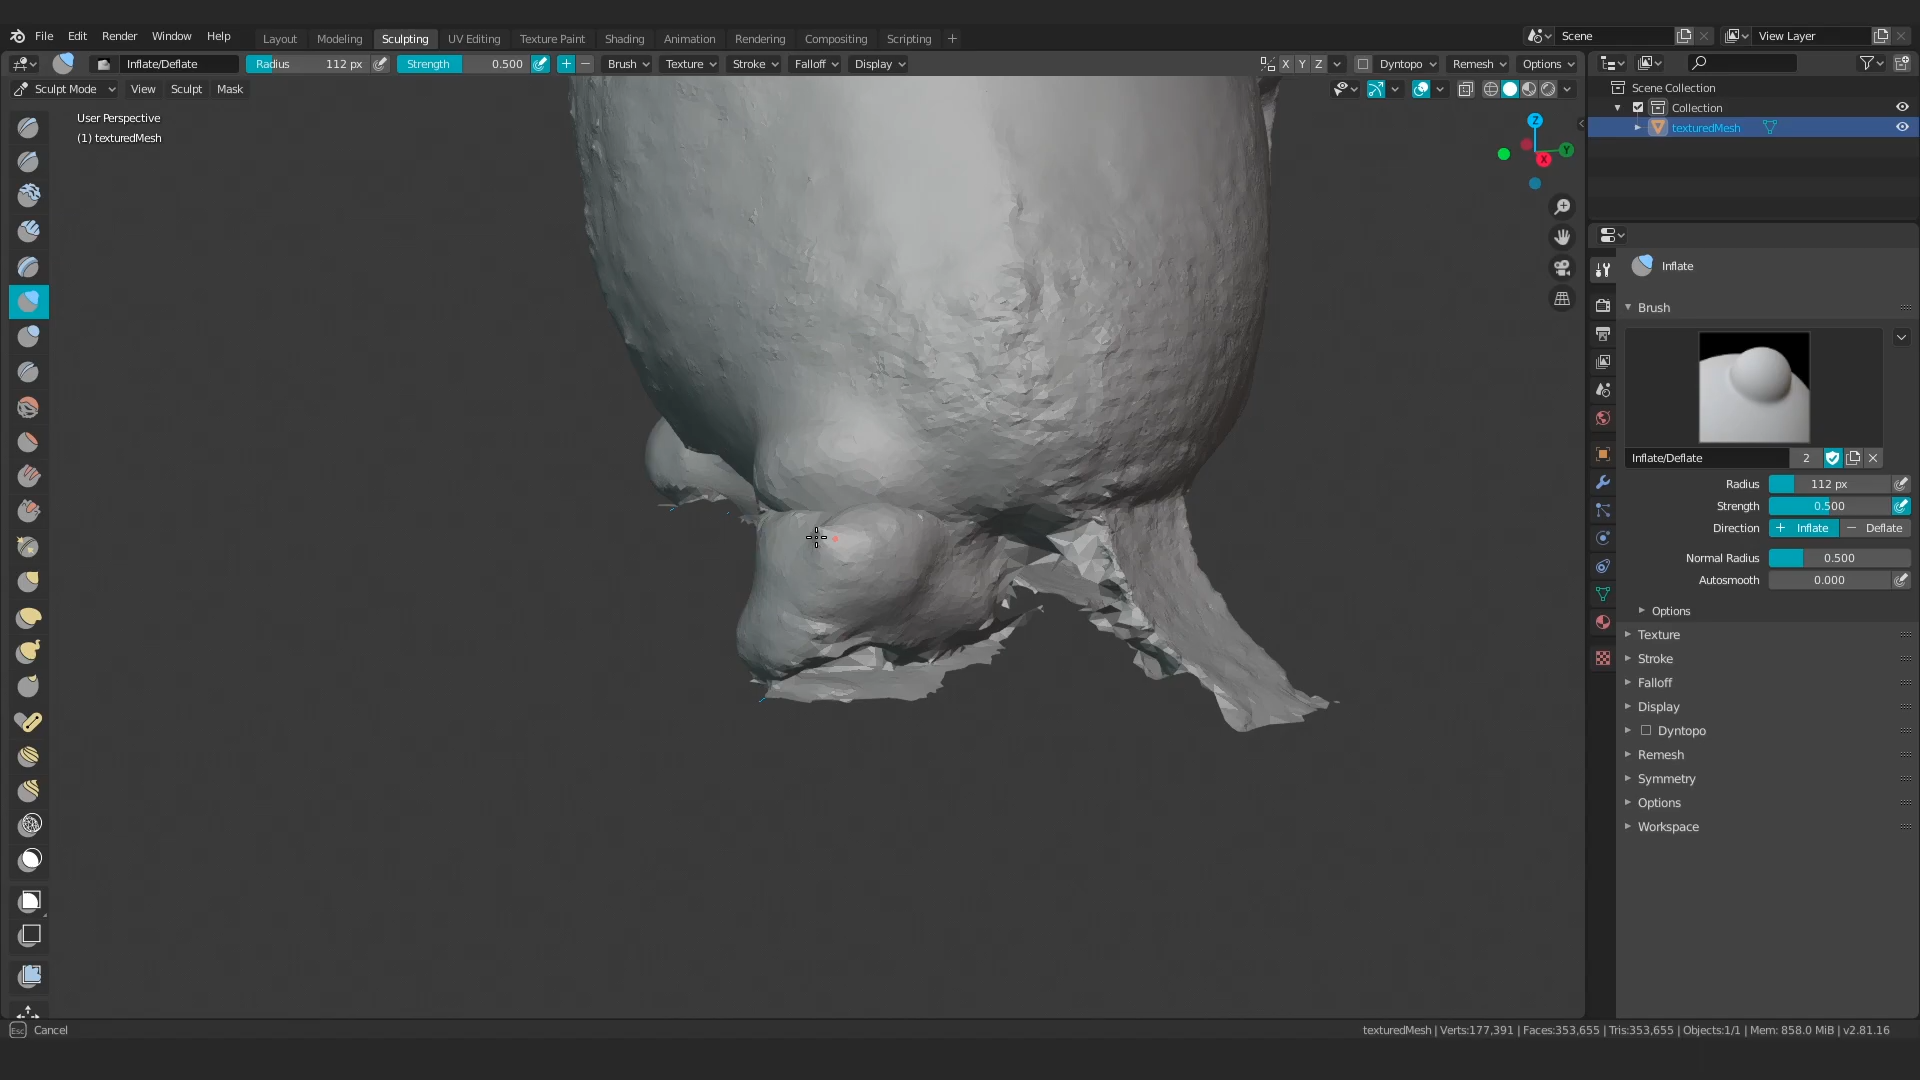 File Edit Render Window Help Layout Modeling Sculpting UV Editing Texture Paint Shading Animation Rendering Compositing Scripting + Scene View Layer
Inflate/Deflate Radius 112 px Strength 0.500 + − Brush Texture Stroke Falloff Display X Y Z Dyntopo Remesh Options
Sculpt Mode View Sculpt Mask
User Perspective
(1) texturedMesh
Z
Y
X
Scene Collection
Collection
texturedMesh
Inflate
Brush
Inflate/Deflate 2
Radius 112 px
Strength 0.500
Direction + Inflate − Deflate
Normal Radius 0.500
Autosmooth 0.000
Options
Texture
Stroke
Falloff
Display
Dyntopo
Remesh
Symmetry
Options
Workspace
Esc Cancel
texturedMesh | Verts:177,391 | Faces:353,655 | Tris:353,655 | Objects:1/1 | Mem: 858.0 MiB | v2.81.16